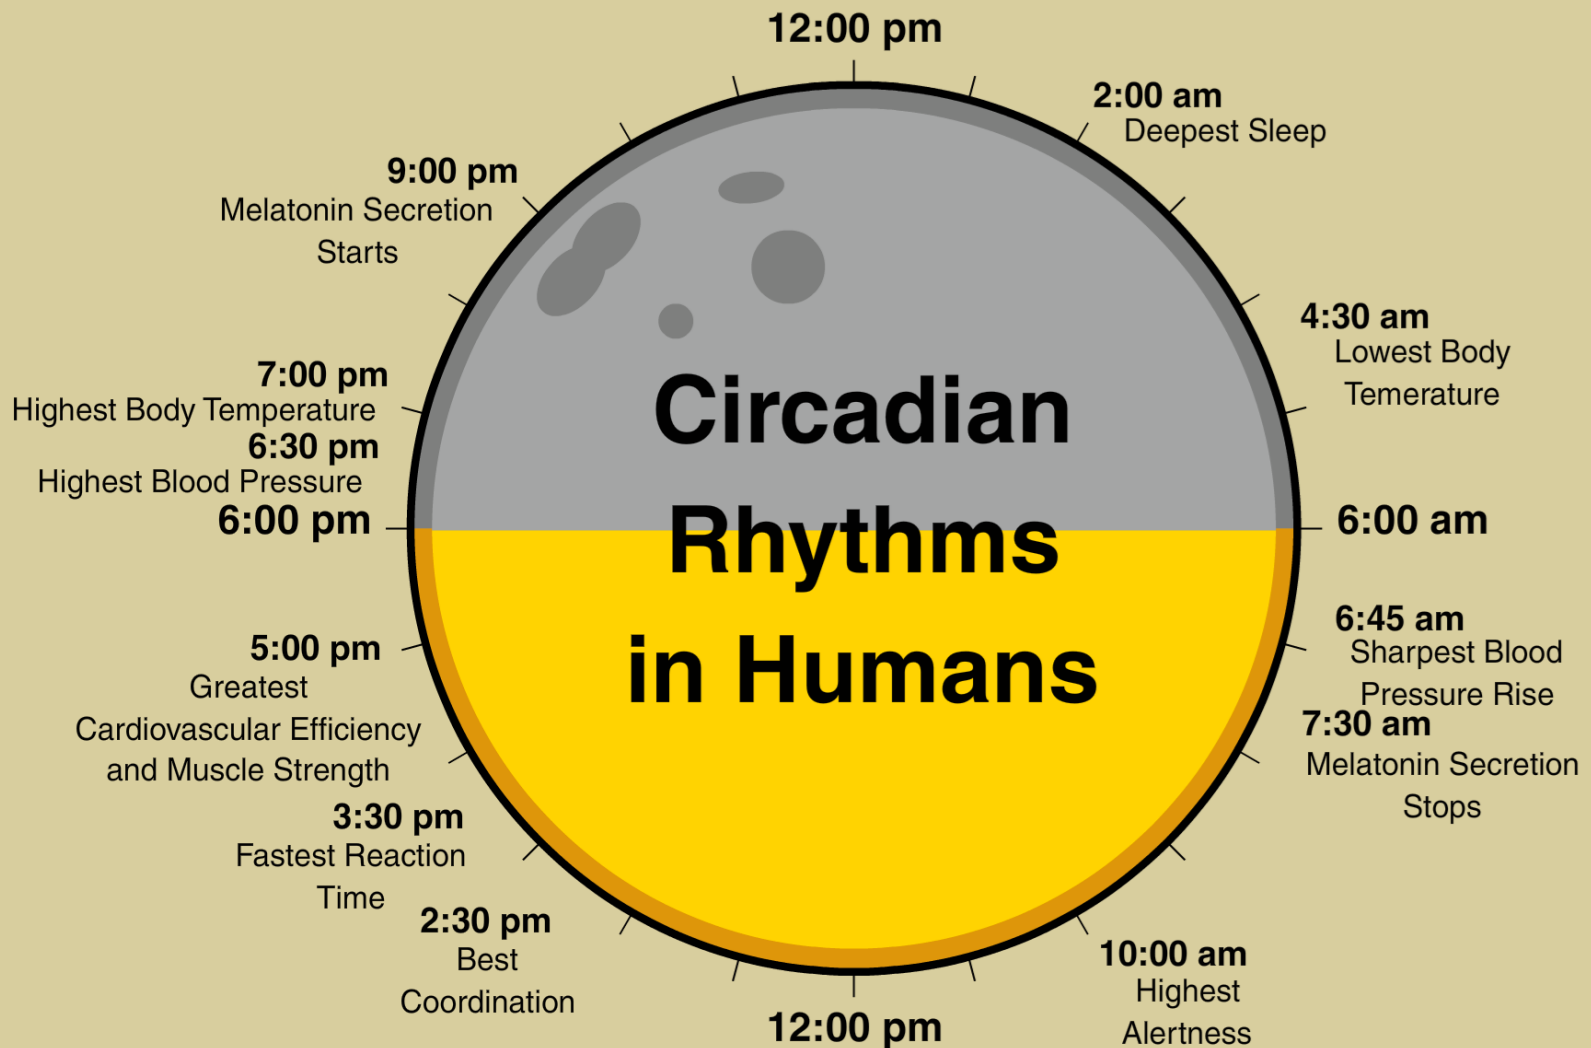 12:00 pm
2:00 am
Deepest Sleep
4:30 am
Lowest Body
Temerature
6:00 am
6:45 am
Sharpest Blood
Pressure Rise
7:30 am
Melatonin Secretion
Stops
10:00 am
Highest
Alertness
12:00 pm
2:30 pm
Best
Coordination
3:30 pm
Fastest Reaction
Time
5:00 pm
Greatest
Cardiovascular Efficiency
and Muscle Strength
6:00 pm
6:30 pm
Highest Blood Pressure
7:00 pm
Highest Body Temperature
9:00 pm
Melatonin Secretion
Starts
Circadian
Rhythms
in Humans